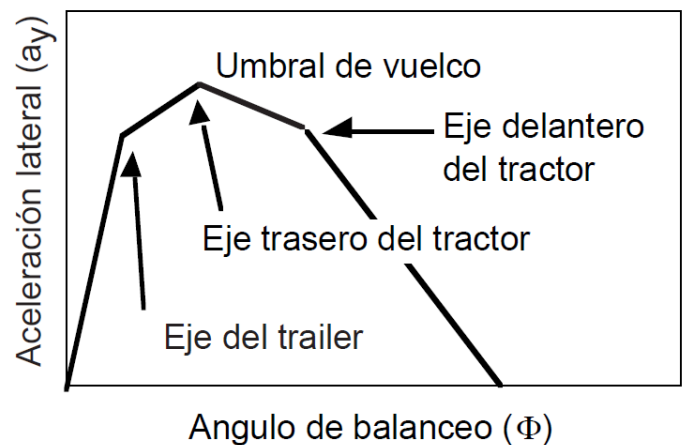 Aceleración lateral (ay)
Umbral de vuelco
Eje delantero
del tractor
Eje trasero del tractor
Eje del trailer
Angulo de balanceo (Φ)